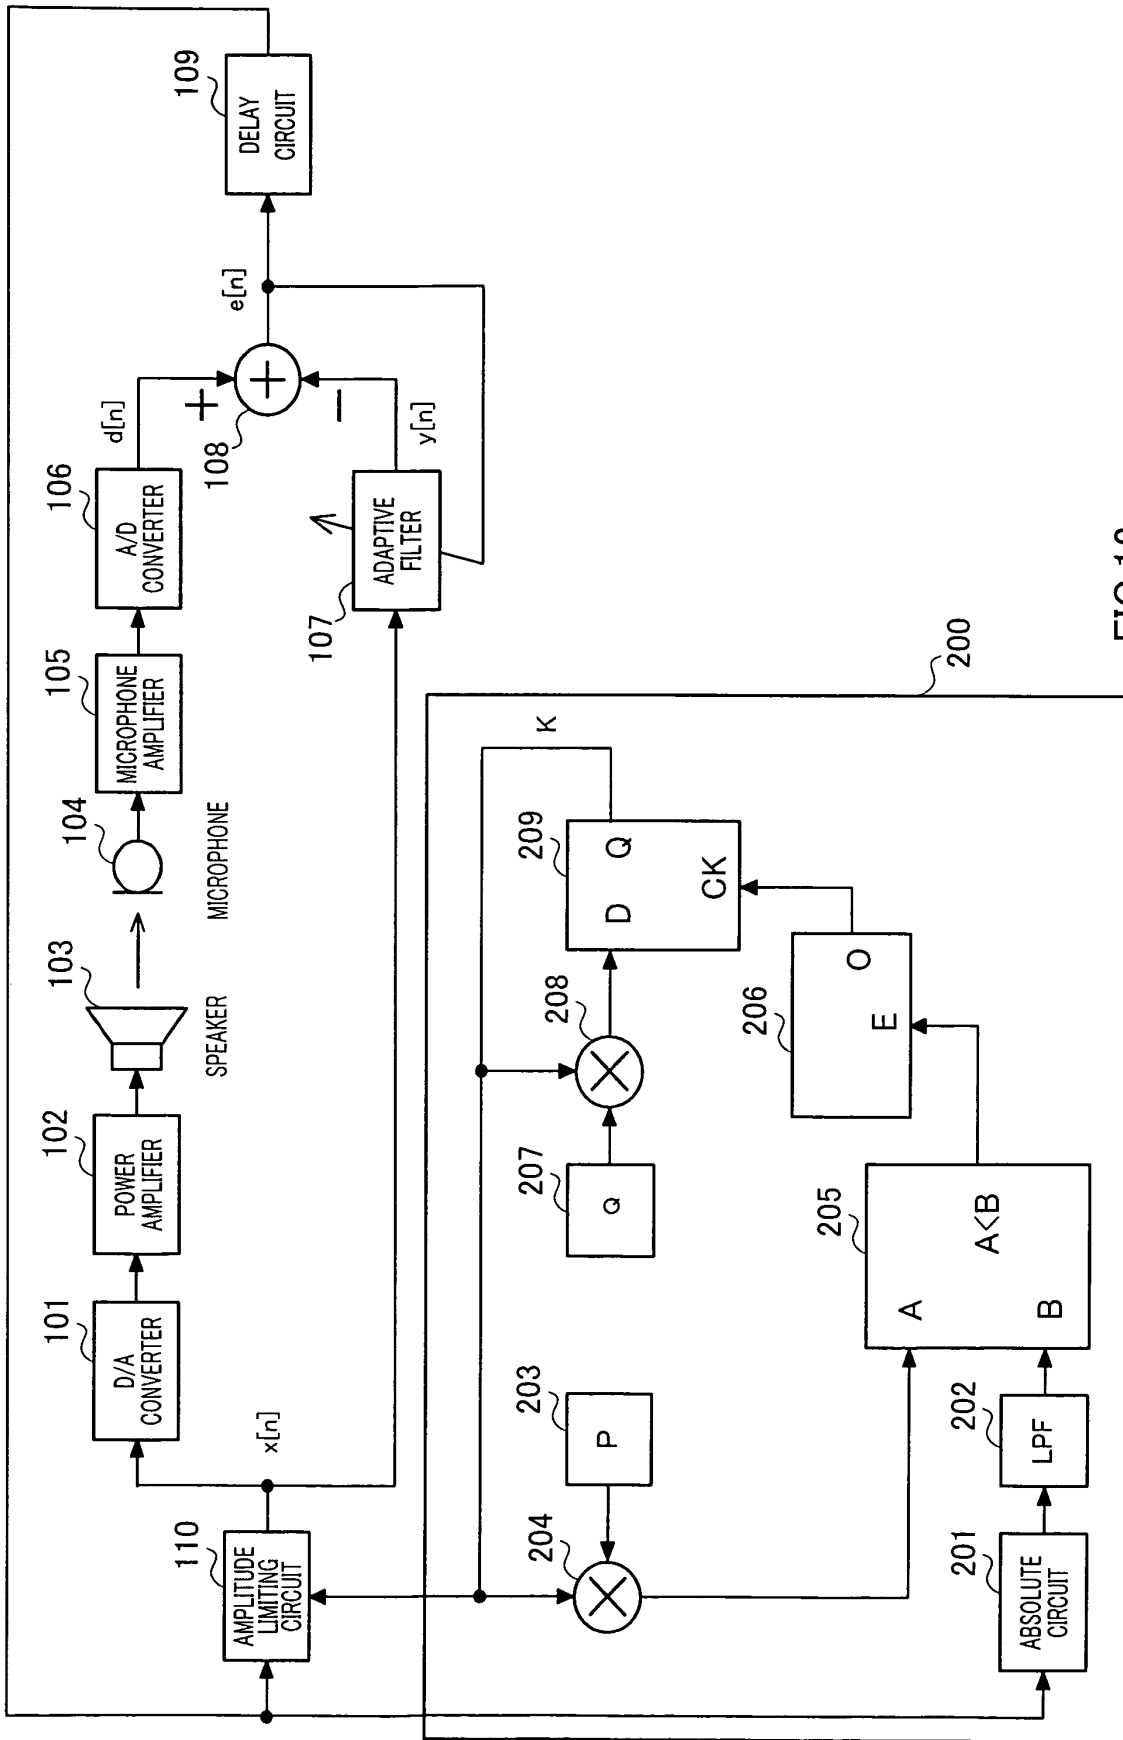 109
DELAY
CIRCUIT
e[n]
d[n]
+
+
−
108
y[n]
106
A/D
CONVERTER
107
ADAPTIVE
FILTER
105
MICROPHONE
AMPLIFIER
104
MICROPHONE
103
SPEAKER
102
POWER
AMPLIFIER
101
D/A
CONVERTER
x[n]
110
AMPLITUDE
LIMITING
CIRCUIT
200
K
209
D Q
CK
208
207
Q
206
E O
205
A
A<B
B
203
P
204
202
LPF
201
ABSOLUTE
CIRCUIT